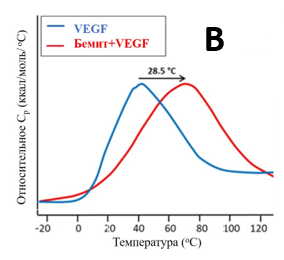 VEGF
Бемит+VEGF
B
28.5 °C
Относительное Cp (ккал/моль/ °C)
-20 0 20 40 60 80 100 120
Температура (°C)